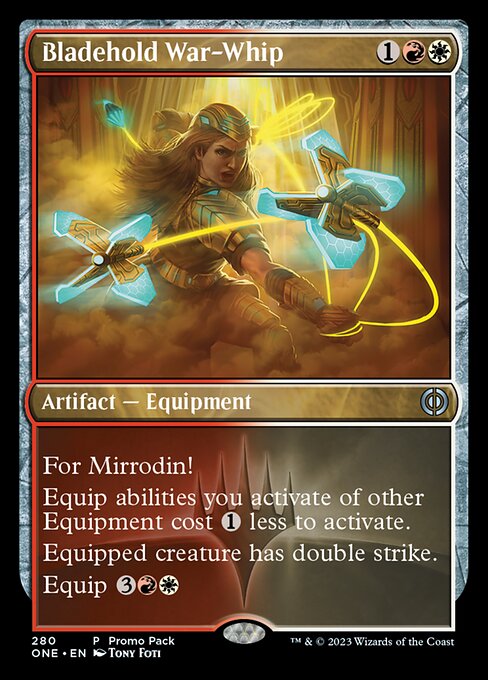 Bladehold War-Whip 1
Artifact — Equipment
For Mirrodin!
Equip abilities you activate of other
Equipment cost 1 less to activate.
Equipped creature has double strike.
Equip 3
280 P Promo Pack
ONE • EN Tony Foti
™ & © 2023 Wizards of the Coast